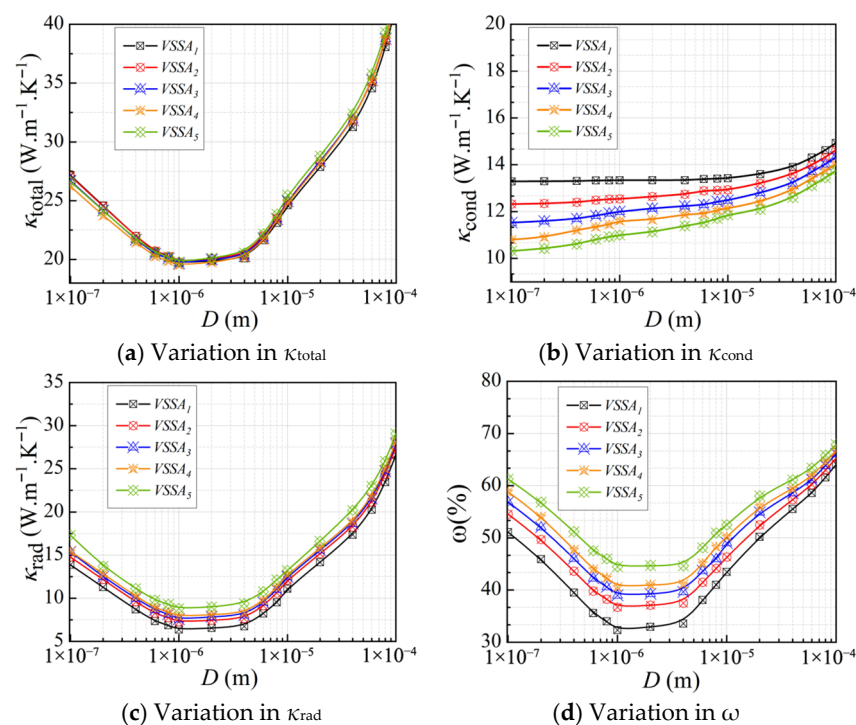 40
35
30
25
20
κtotal (W.m⁻¹.K⁻¹)
VSSA₁
VSSA₂
VSSA₃
VSSA₄
VSSA₅
1×10⁻⁷ 1×10⁻⁶ 1×10⁻⁵ 1×10⁻⁴
D (m)
(a) Variation in κtotal
20
18
16
14
12
10
κcond (W.m⁻¹.K⁻¹)
VSSA₁
VSSA₂
VSSA₃
VSSA₄
VSSA₅
1×10⁻⁷ 1×10⁻⁶ 1×10⁻⁵ 1×10⁻⁴
D (m)
(b) Variation in κcond
35
30
25
20
15
10
5
κrad (W.m⁻¹.K⁻¹)
VSSA₁
VSSA₂
VSSA₃
VSSA₄
VSSA₅
1×10⁻⁷ 1×10⁻⁶ 1×10⁻⁵ 1×10⁻⁴
D (m)
(c) Variation in κrad
80
70
60
50
40
30
ω(%)
VSSA₁
VSSA₂
VSSA₃
VSSA₄
VSSA₅
1×10⁻⁷ 1×10⁻⁶ 1×10⁻⁵ 1×10⁻⁴
D (m)
(d) Variation in ω